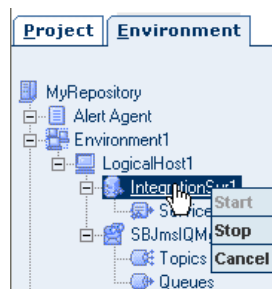 Project Environment
MyRepository
Alert Agent
Environment1
LogicalHost1
IntegrationSvr1
Start
Service
SBJmsIQM
Stop
Topics
Cancel
Queues